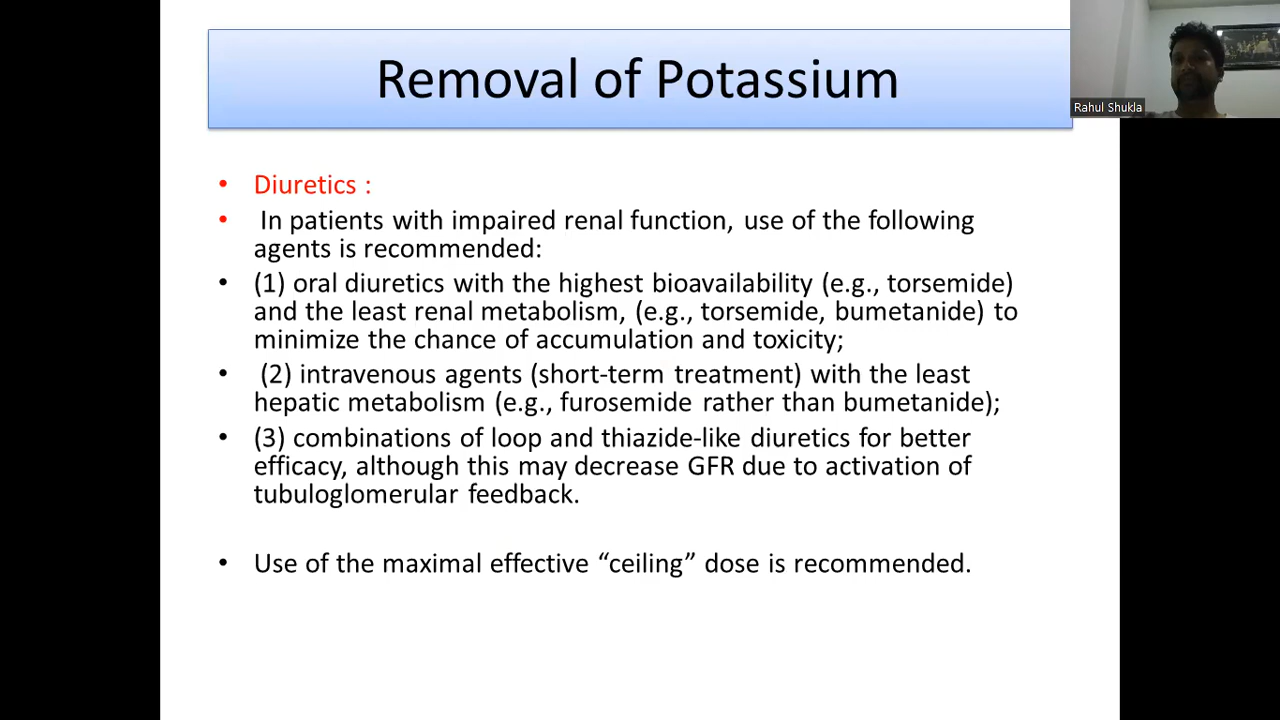 Removal of Potassium
Rahul Shukla
• Diuretics :
• In patients with impaired renal function, use of the following
agents is recommended:
• (1) oral diuretics with the highest bioavailability (e.g., torsemide)
and the least renal metabolism, (e.g., torsemide, bumetanide) to
minimize the chance of accumulation and toxicity;
• (2) intravenous agents (short-term treatment) with the least
hepatic metabolism (e.g., furosemide rather than bumetanide);
• (3) combinations of loop and thiazide-like diuretics for better
efficacy, although this may decrease GFR due to activation of
tubuloglomerular feedback.
• Use of the maximal effective “ceiling” dose is recommended.